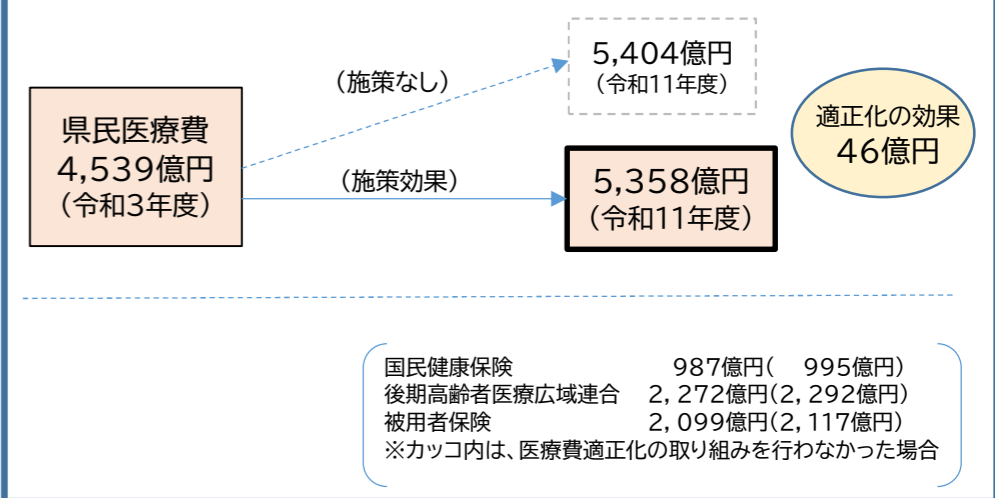 5,404億円
（令和11年度）
（施策なし）
適正化の効果
46億円
県民医療費
4,539億円
（令和3年度）
（施策効果）
5,358億円
（令和11年度）
国民健康保険 987億円( 995億円)
後期高齢者医療広域連合 2,272億円(2,292億円)
被用者保険 2,099億円(2,117億円)
※カッコ内は、医療費適正化の取り組みを行わなかった場合